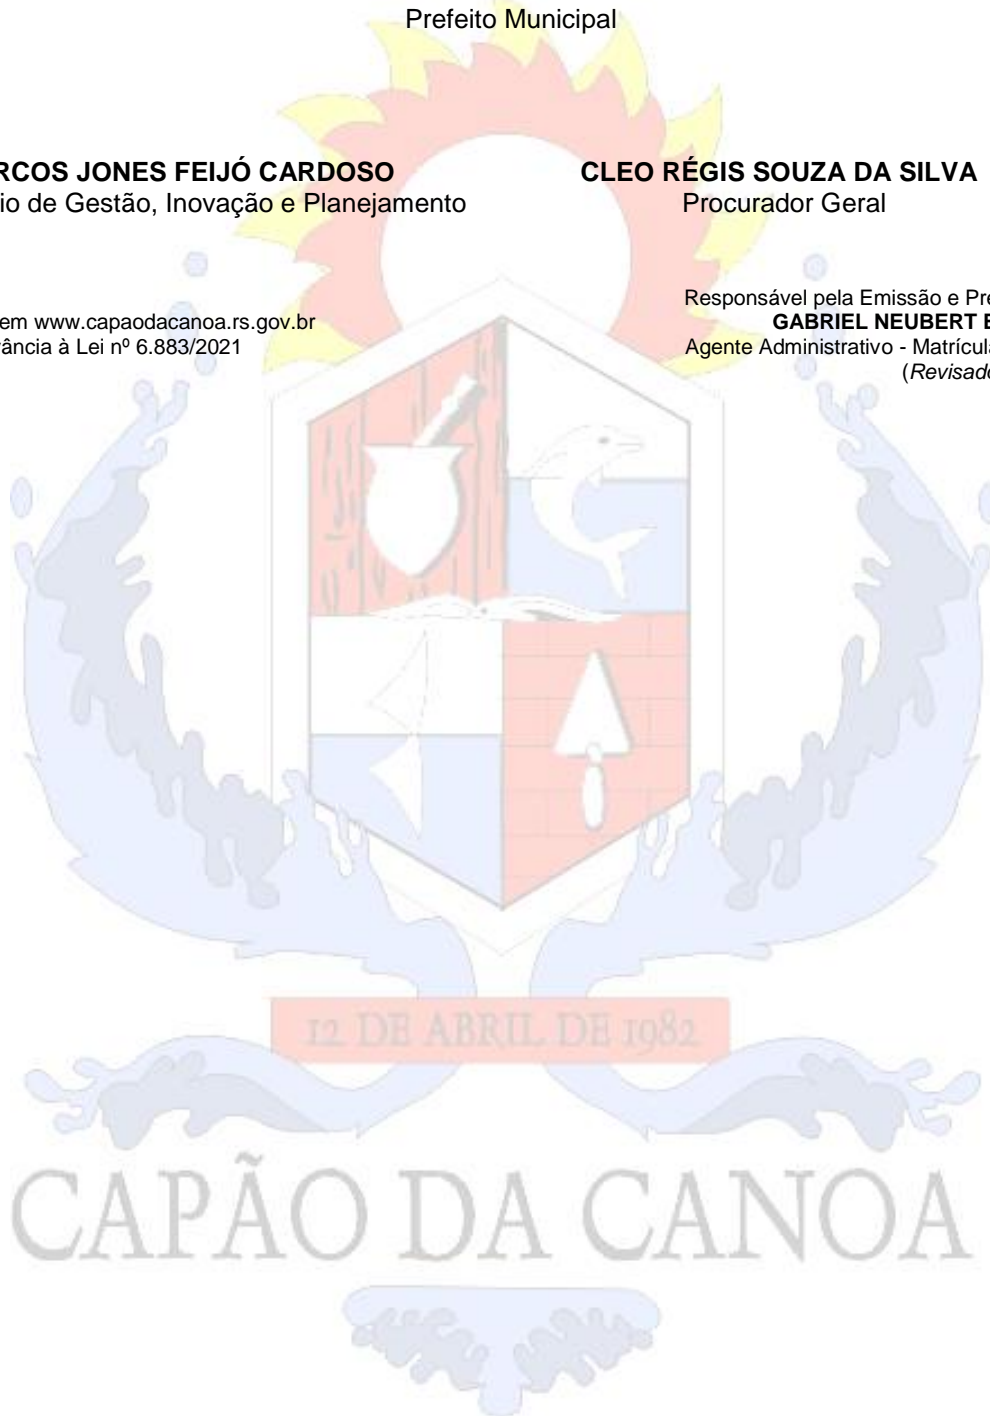 Prefeito Municipal
RCOS JONES FEIJÓ CARDOSO
io de Gestão, Inovação e Planejamento
CLEO RÉGIS SOUZA DA SILVA
Procurador Geral
em www.capaodacanoa.rs.gov.br
vância à Lei nº 6.883/2021
Responsável pela Emissão e Pre
GABRIEL NEUBERT B
Agente Administrativo - Matrícula
(Revisado
12 DE ABRIL DE 1982
CAPÃO DA CANOA